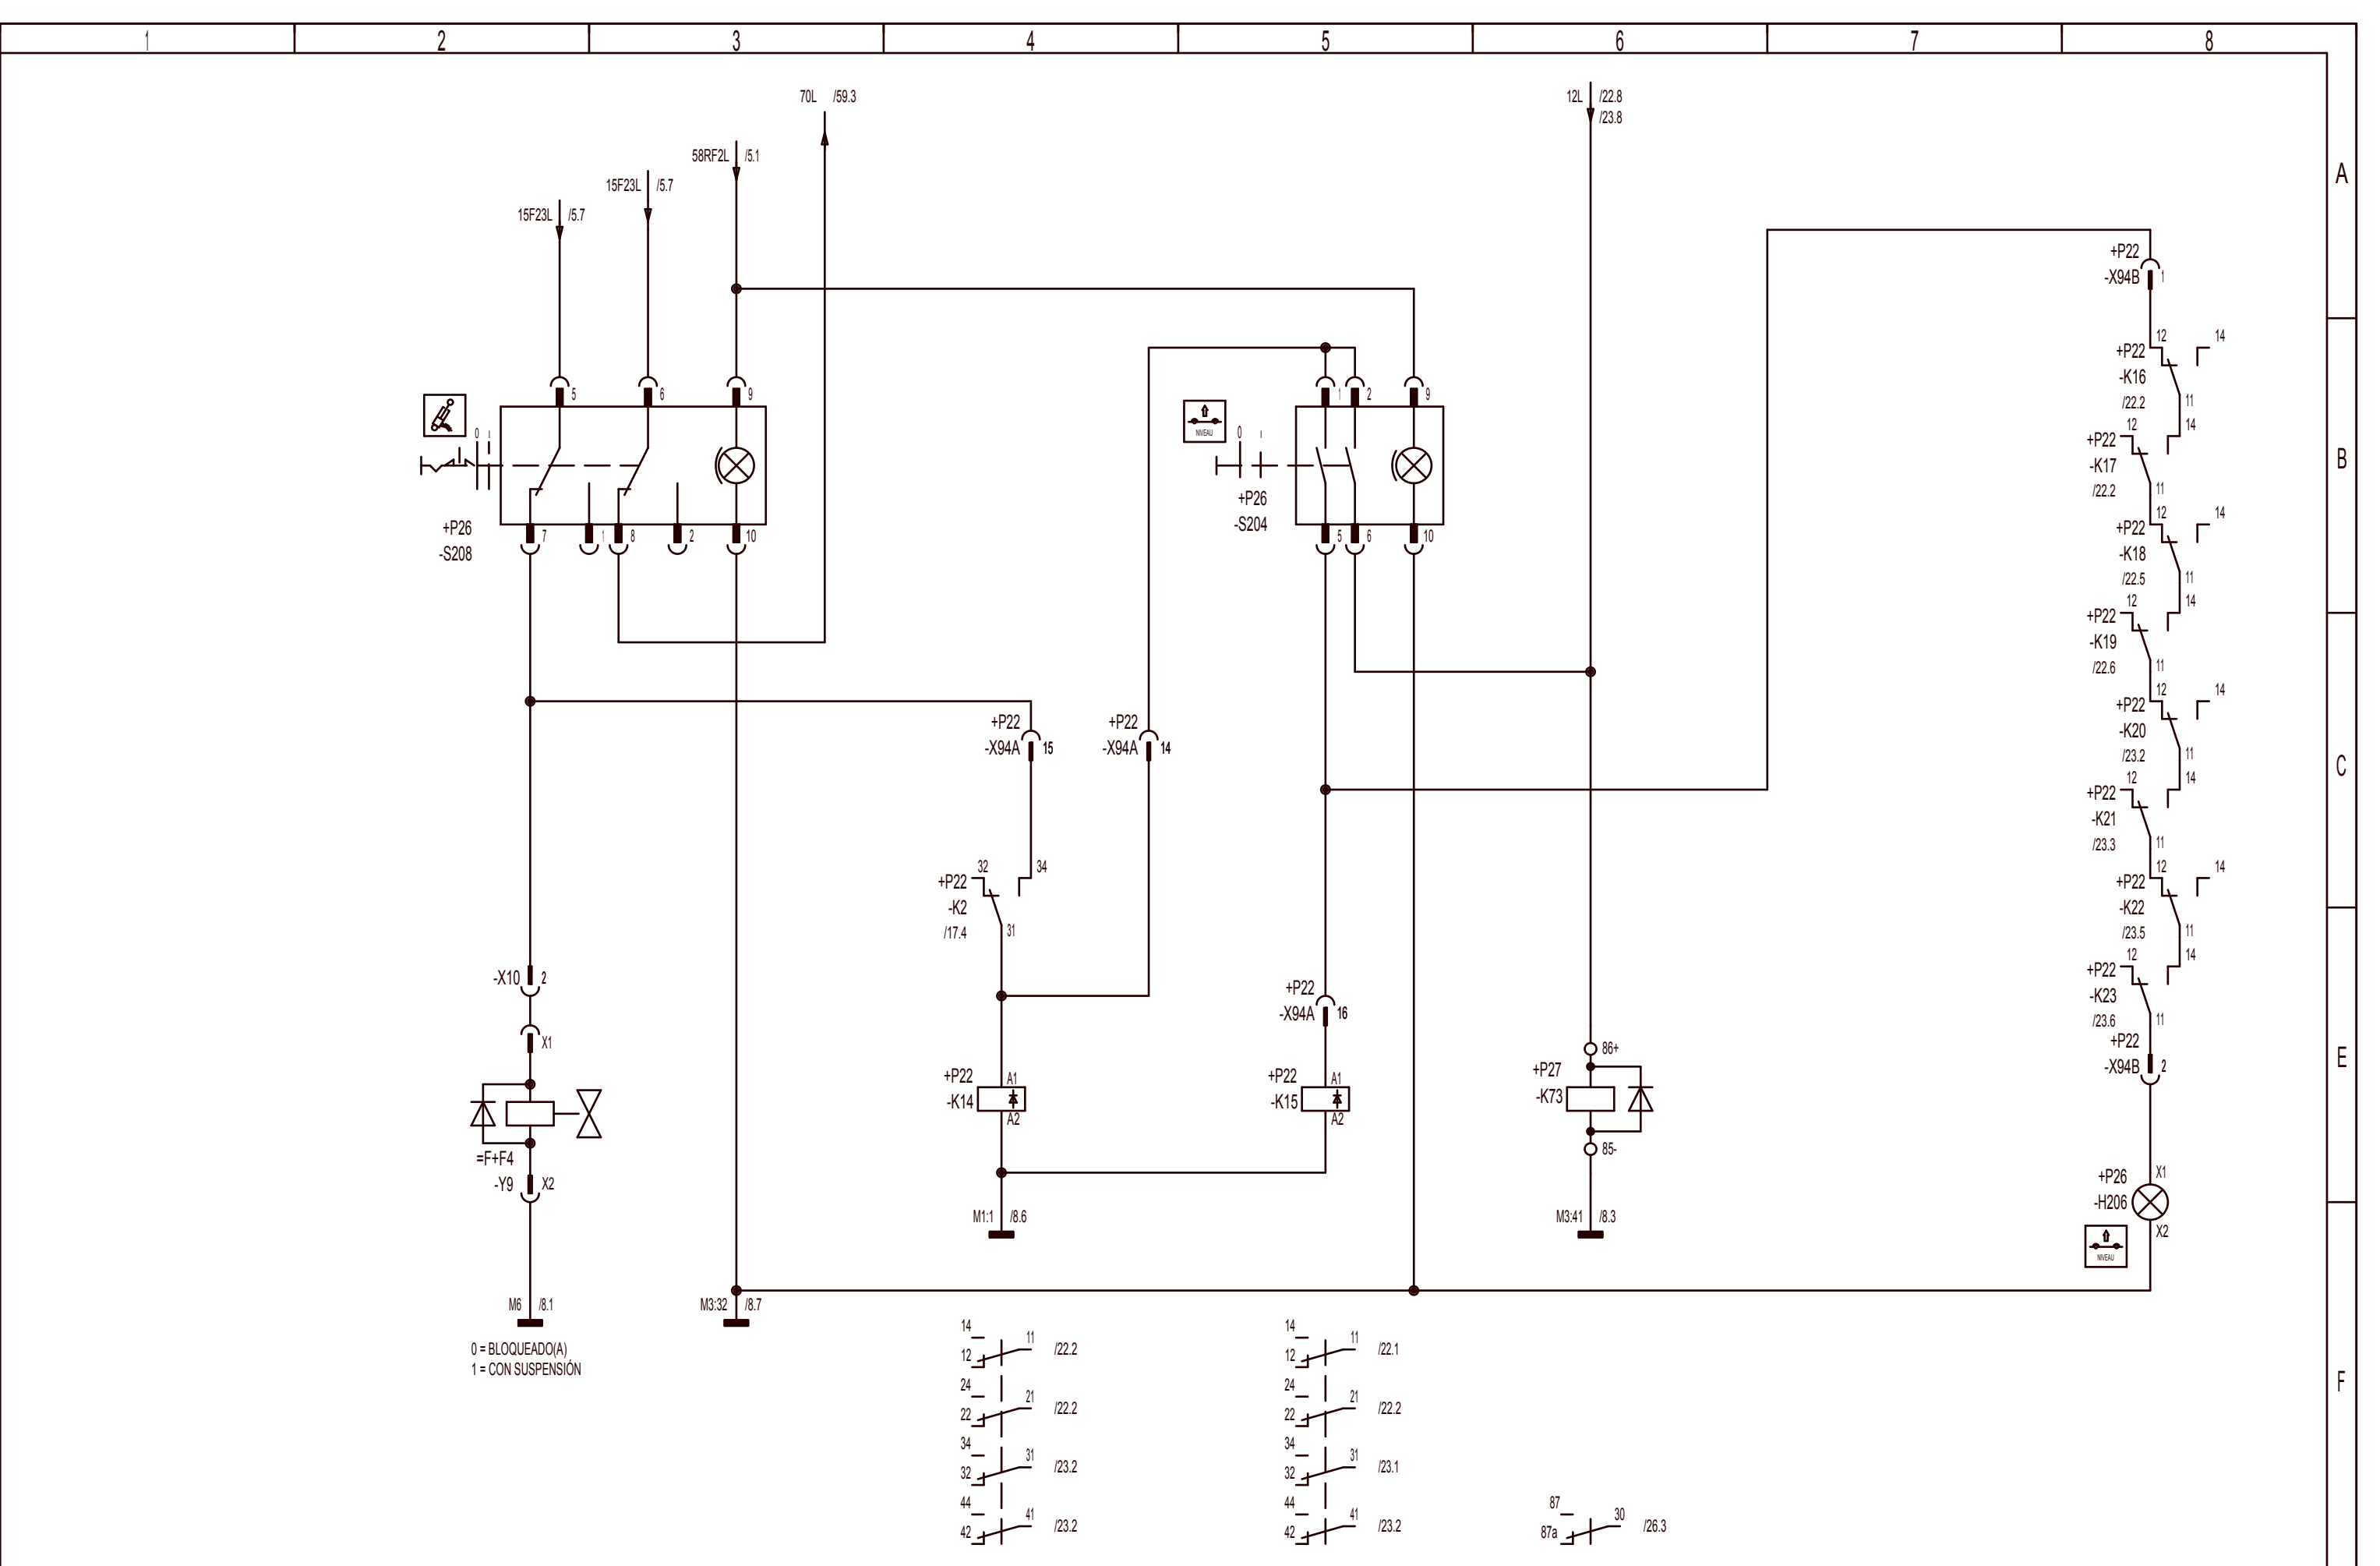 1 2 3 4 5 6 7 8
70L /59.3
12L /22.8
/23.8
58RF2L /5.1
15F23L /5.7
15F23L /5.7
A
+P22
-X94B 1
12 14
+P22
-K16
/22.2 11
5 6 9
1 2 9
NIVEAU
0 I
0 I
12 14
+P22
-K17
/22.2 11
B
+P26
-S204
+P26
-S208
7 1 8 2 10
5 6 10
12 14
+P22
-K18
/22.5 11
12 14
+P22
-K19
/22.6 11
12 14
+P22
-K20
/23.2 11
+P22
-X94A 15
+P22
-X94A 14
C
12 14
+P22
-K21
/23.3 11
32 34
+P22
-K2
/17.4 31
12 14
+P22
-K22
/23.5 11
12 14
+P22
-K23
/23.6 11
-X10 2
X1
+P22
-X94A 16
+P22
-X94B 2
E
86+
+P27
-K73
85-
+P22 A1
-K14
A2
+P22 A1
-K15
A2
=F+F4
-Y9 X2
+P26 X1
-H206
X2
NIVEAU
M1:1 /8.6
M3:41 /8.3
M6 /8.1
M3:32 /8.7
0 = BLOQUEADO(A)
1 = CON SUSPENSIÓN
F
14
12 11 /22.2
24
22 21 /22.2
34
32 31 /23.2
44
42 41 /23.2
14
12 11 /22.1
24
22 21 /22.2
34
32 31 /23.1
44
42 41 /23.2
87
87a 30 /26.3